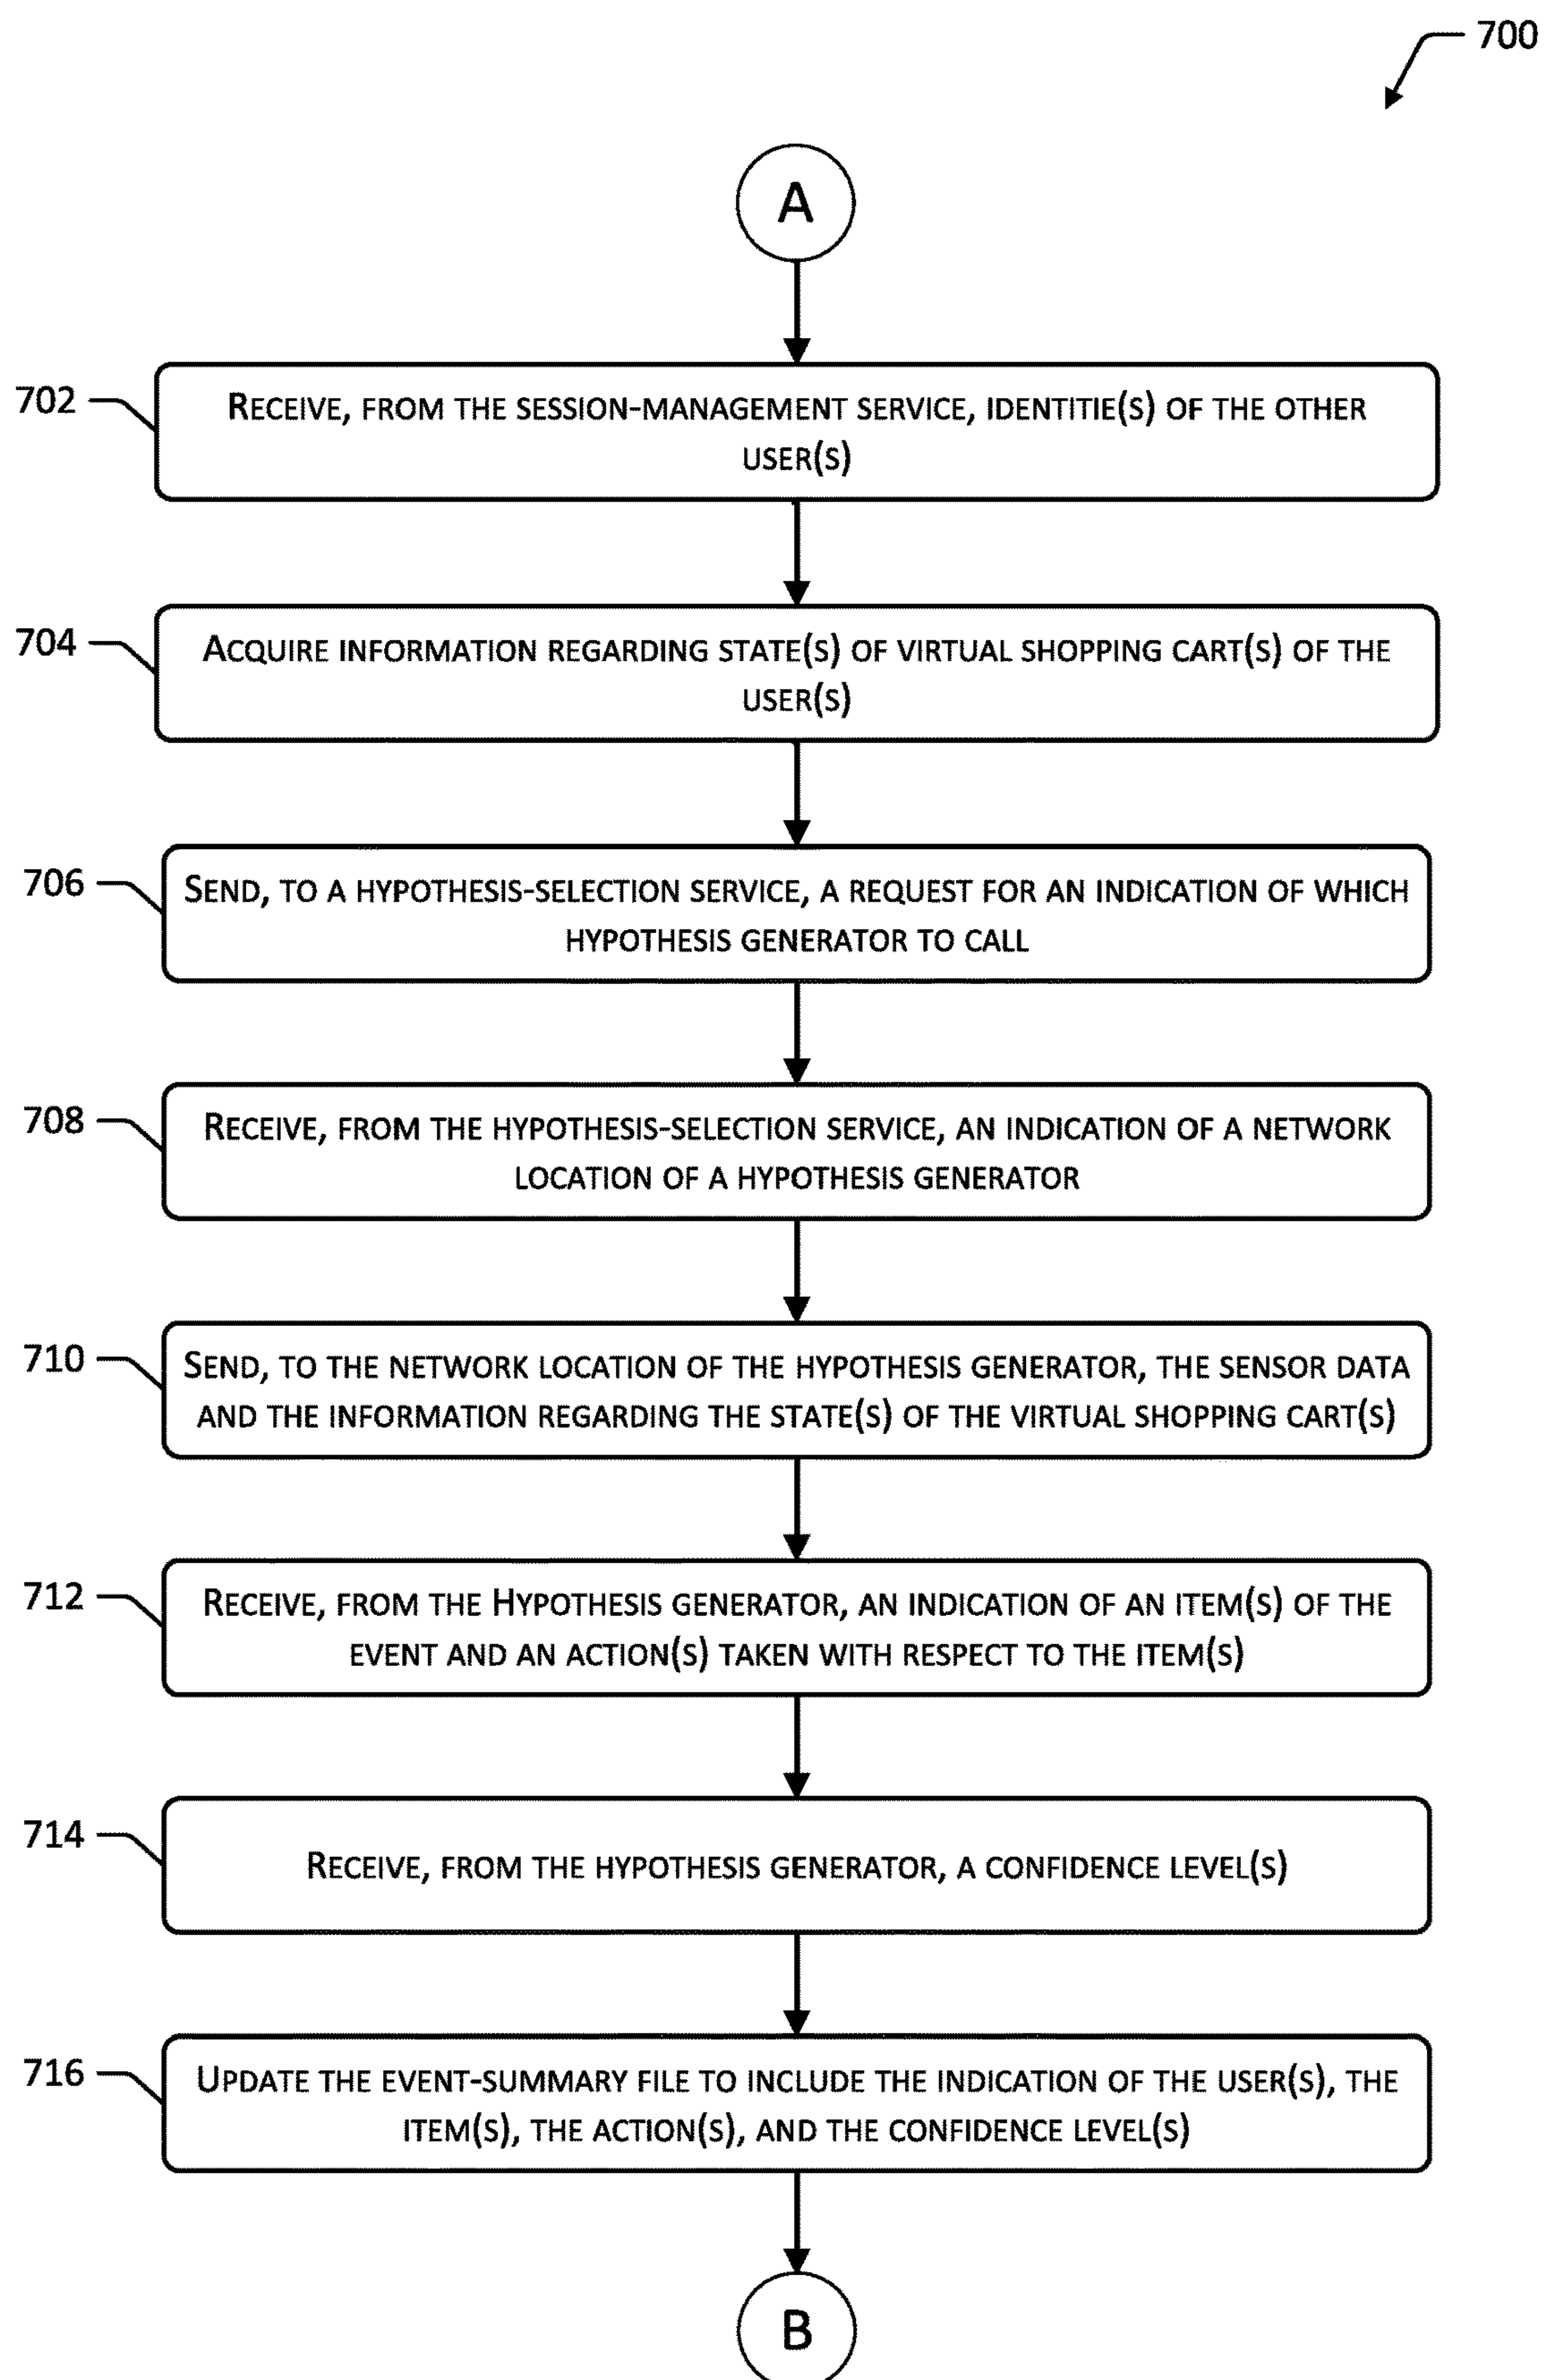 700
A
702
RECEIVE, FROM THE SESSION-MANAGEMENT SERVICE, IDENTITIE(S) OF THE OTHER
USER(S)
704
ACQUIRE INFORMATION REGARDING STATE(S) OF VIRTUAL SHOPPING CART(S) OF THE
USER(S)
706
SEND, TO A HYPOTHESIS-SELECTION SERVICE, A REQUEST FOR AN INDICATION OF WHICH
HYPOTHESIS GENERATOR TO CALL
708
RECEIVE, FROM THE HYPOTHESIS-SELECTION SERVICE, AN INDICATION OF A NETWORK
LOCATION OF A HYPOTHESIS GENERATOR
710
SEND, TO THE NETWORK LOCATION OF THE HYPOTHESIS GENERATOR, THE SENSOR DATA
AND THE INFORMATION REGARDING THE STATE(S) OF THE VIRTUAL SHOPPING CART(S)
712
RECEIVE, FROM THE HYPOTHESIS GENERATOR, AN INDICATION OF AN ITEM(S) OF THE
EVENT AND AN ACTION(S) TAKEN WITH RESPECT TO THE ITEM(S)
714
RECEIVE, FROM THE HYPOTHESIS GENERATOR, A CONFIDENCE LEVEL(S)
716
UPDATE THE EVENT-SUMMARY FILE TO INCLUDE THE INDICATION OF THE USER(S), THE
ITEM(S), THE ACTION(S), AND THE CONFIDENCE LEVEL(S)
B